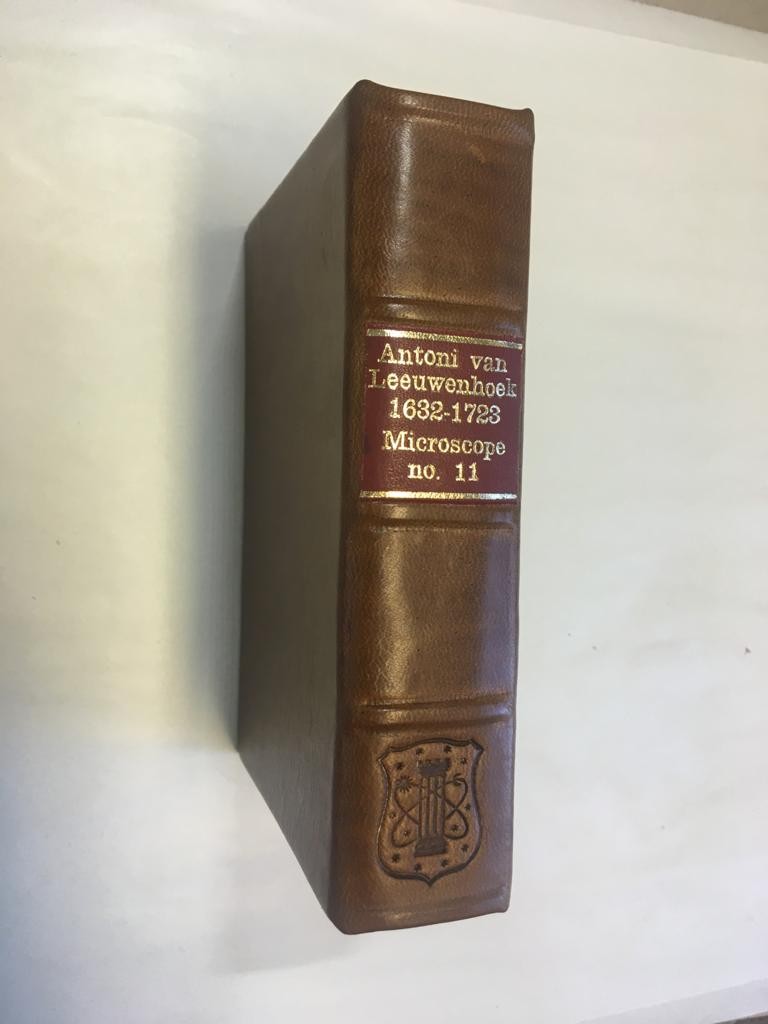 Antoni van
Leeuwenhoek
1632-1723
Microscope
no. 11